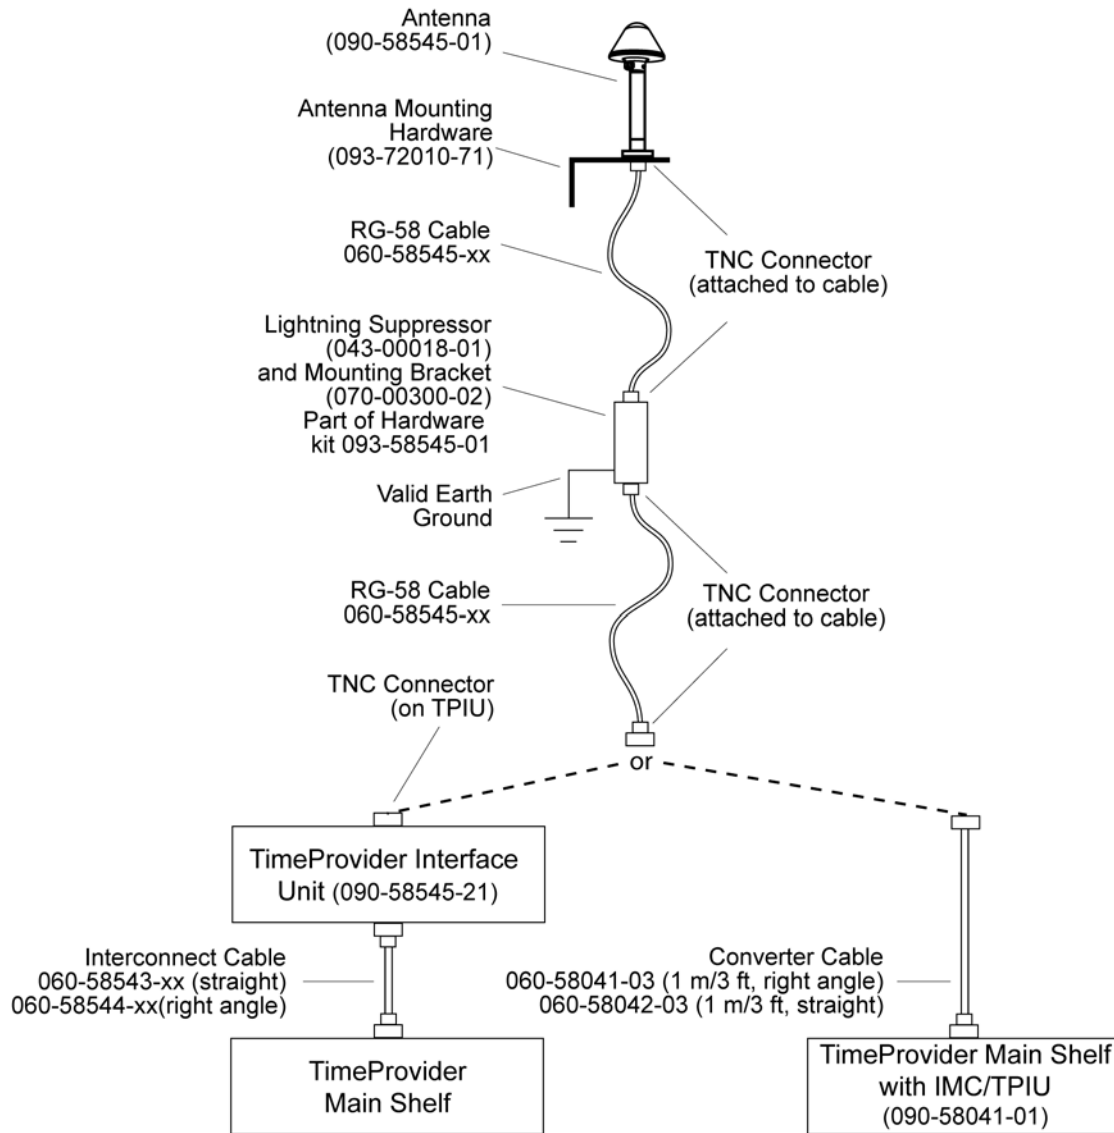 Antenna
(090-58545-01)
Antenna Mounting
Hardware
(093-72010-71)
RG-58 Cable
060-58545-xx
TNC Connector
(attached to cable)
Lightning Suppressor
(043-00018-01)
and Mounting Bracket
(070-00300-02)
Part of Hardware
kit 093-58545-01
Valid Earth
Ground
RG-58 Cable
060-58545-xx
TNC Connector
(attached to cable)
TNC Connector
(on TPIU)
or
TimeProvider Interface
Unit (090-58545-21)
Interconnect Cable
060-58543-xx (straight)
060-58544-xx(right angle)
TimeProvider
Main Shelf
Converter Cable
060-58041-03 (1 m/3 ft, right angle)
060-58042-03 (1 m/3 ft, straight)
TimeProvider Main Shelf
with IMC/TPIU
(090-58041-01)